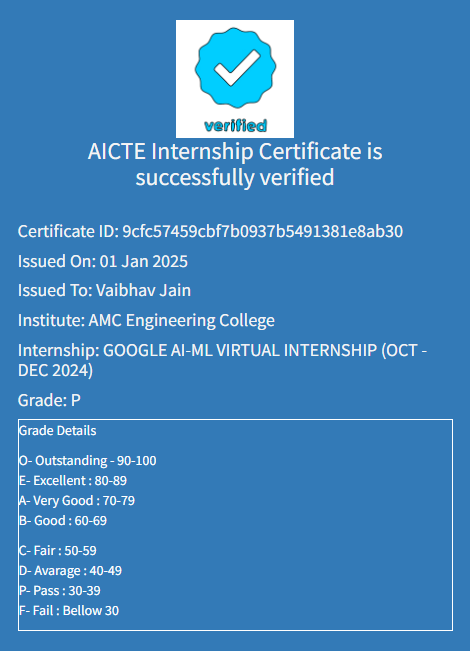 verified
AICTE Internship Certificate is
successfully verified
Certificate ID: 9cfc57459cbf7b0937b5491381e8ab30
Issued On: 01 Jan 2025
Issued To: Vaibhav Jain
Institute: AMC Engineering College
Internship: GOOGLE AI-ML VIRTUAL INTERNSHIP (OCT -
DEC 2024)
Grade: P
Grade Details
O- Outstanding - 90-100
E- Excellent : 80-89
A- Very Good : 70-79
B- Good : 60-69
C- Fair : 50-59
D- Avarage : 40-49
P- Pass : 30-39
F- Fail : Bellow 30